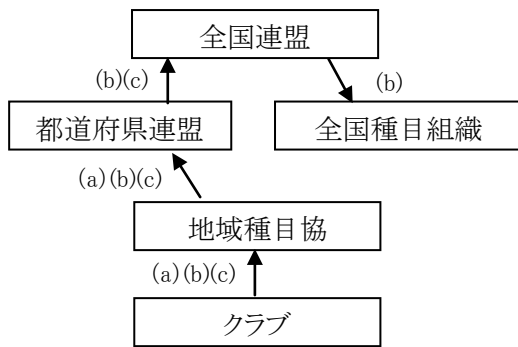 全国連盟
(b)(c)
(b)
都道府県連盟
全国種目組織
(a)(b)(c)
地域種目協
(a)(b)(c)
クラブ